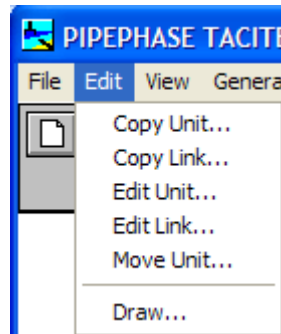 PIPEPHASE TACITE
File Edit View Genera
Copy Unit...
Copy Link...
Edit Unit...
Edit Link...
Move Unit...
Draw...